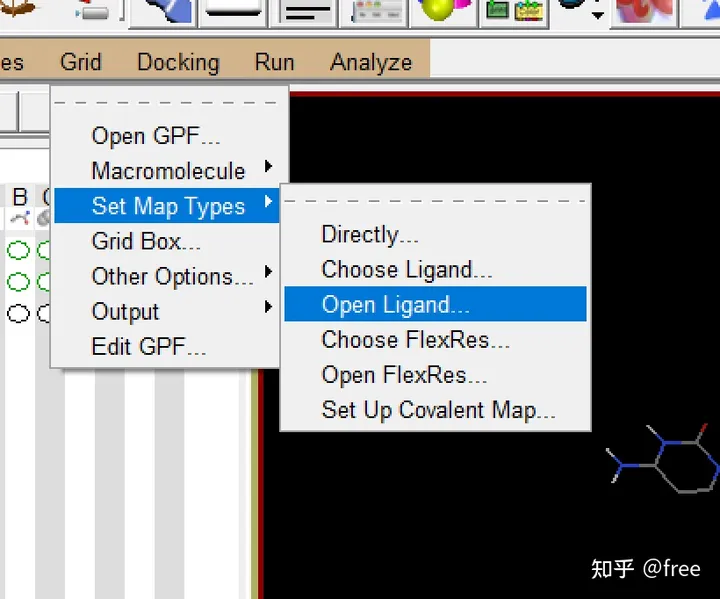 es Grid Docking Run Analyze
Open GPF...
Macromolecule
Set Map Types
Grid Box...
Other Options...
Output
Edit GPF...
Directly...
Choose Ligand...
Open Ligand...
Choose FlexRes...
Open FlexRes...
Set Up Covalent Map...
B
知乎 @free